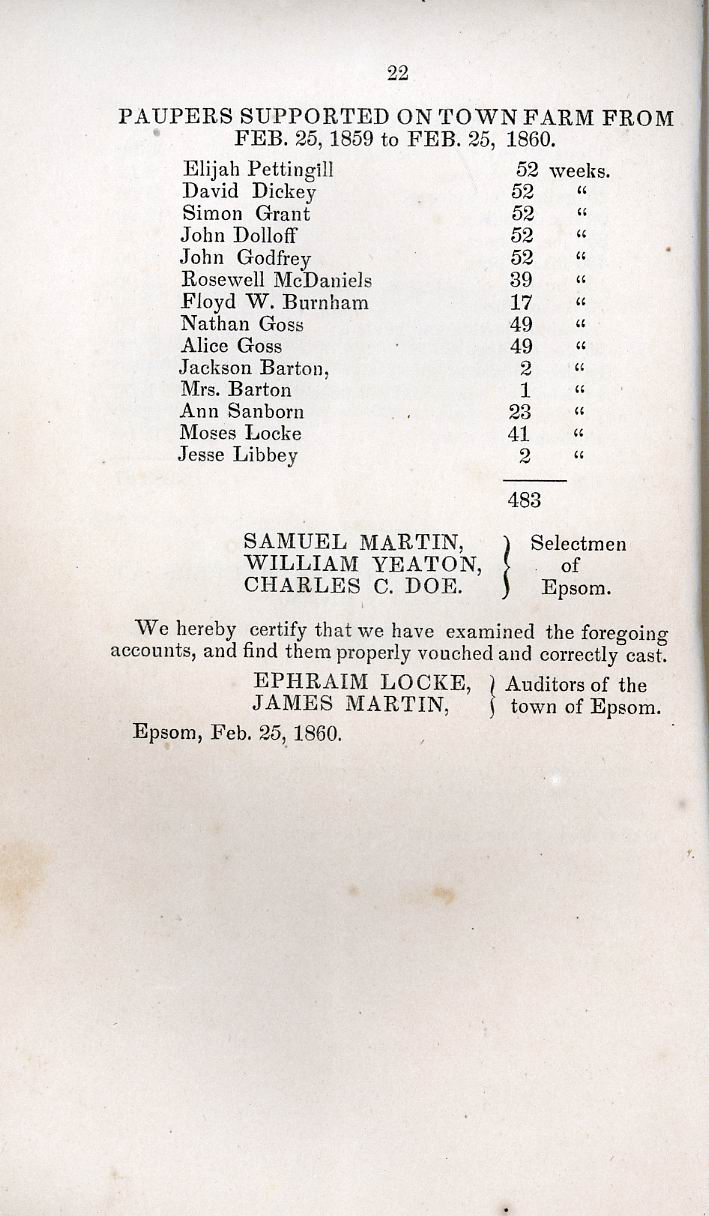 22
PAUPERS SUPPORTED ON TOWN FARM FROM
FEB. 25, 1859 to FEB. 25, 1860.
Elijah Pettingill 52 weeks.
David Dickey 52 “
Simon Grant 52 “
John Dolloff 52 “
John Godfrey 52 “
Rosewell McDaniels 39 “
Floyd W. Burnham 17 “
Nathan Goss 49 “
Alice Goss 49 “
Jackson Barton, 2 “
Mrs. Barton 1 “
Ann Sanborn 23 “
Moses Locke 41 “
Jesse Libbey 2 “
483
SAMUEL MARTIN, } Selectmen
WILLIAM YEATON, of
CHARLES C. DOE. Epsom.
We hereby certify that we have examined the foregoing
accounts, and find them properly vouched and correctly cast.
EPHRAIM LOCKE, } Auditors of the
JAMES MARTIN, town of Epsom.
Epsom, Feb. 25, 1860.